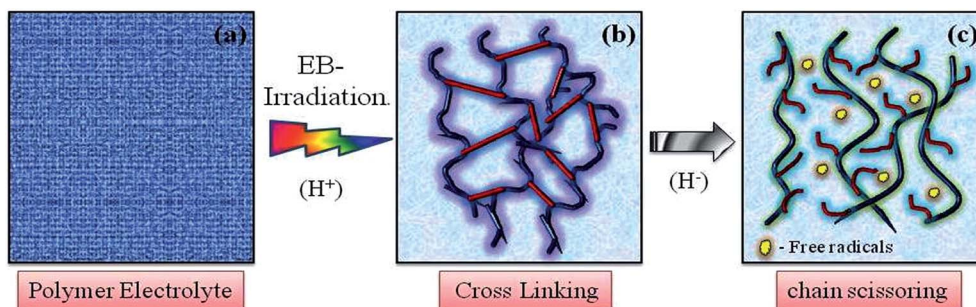 (a)
EB-
Irradiation.
(H⁺)
Polymer Electrolyte
(b)
Cross Linking
(H⁻)
(c)
- Free radicals
chain scissoring